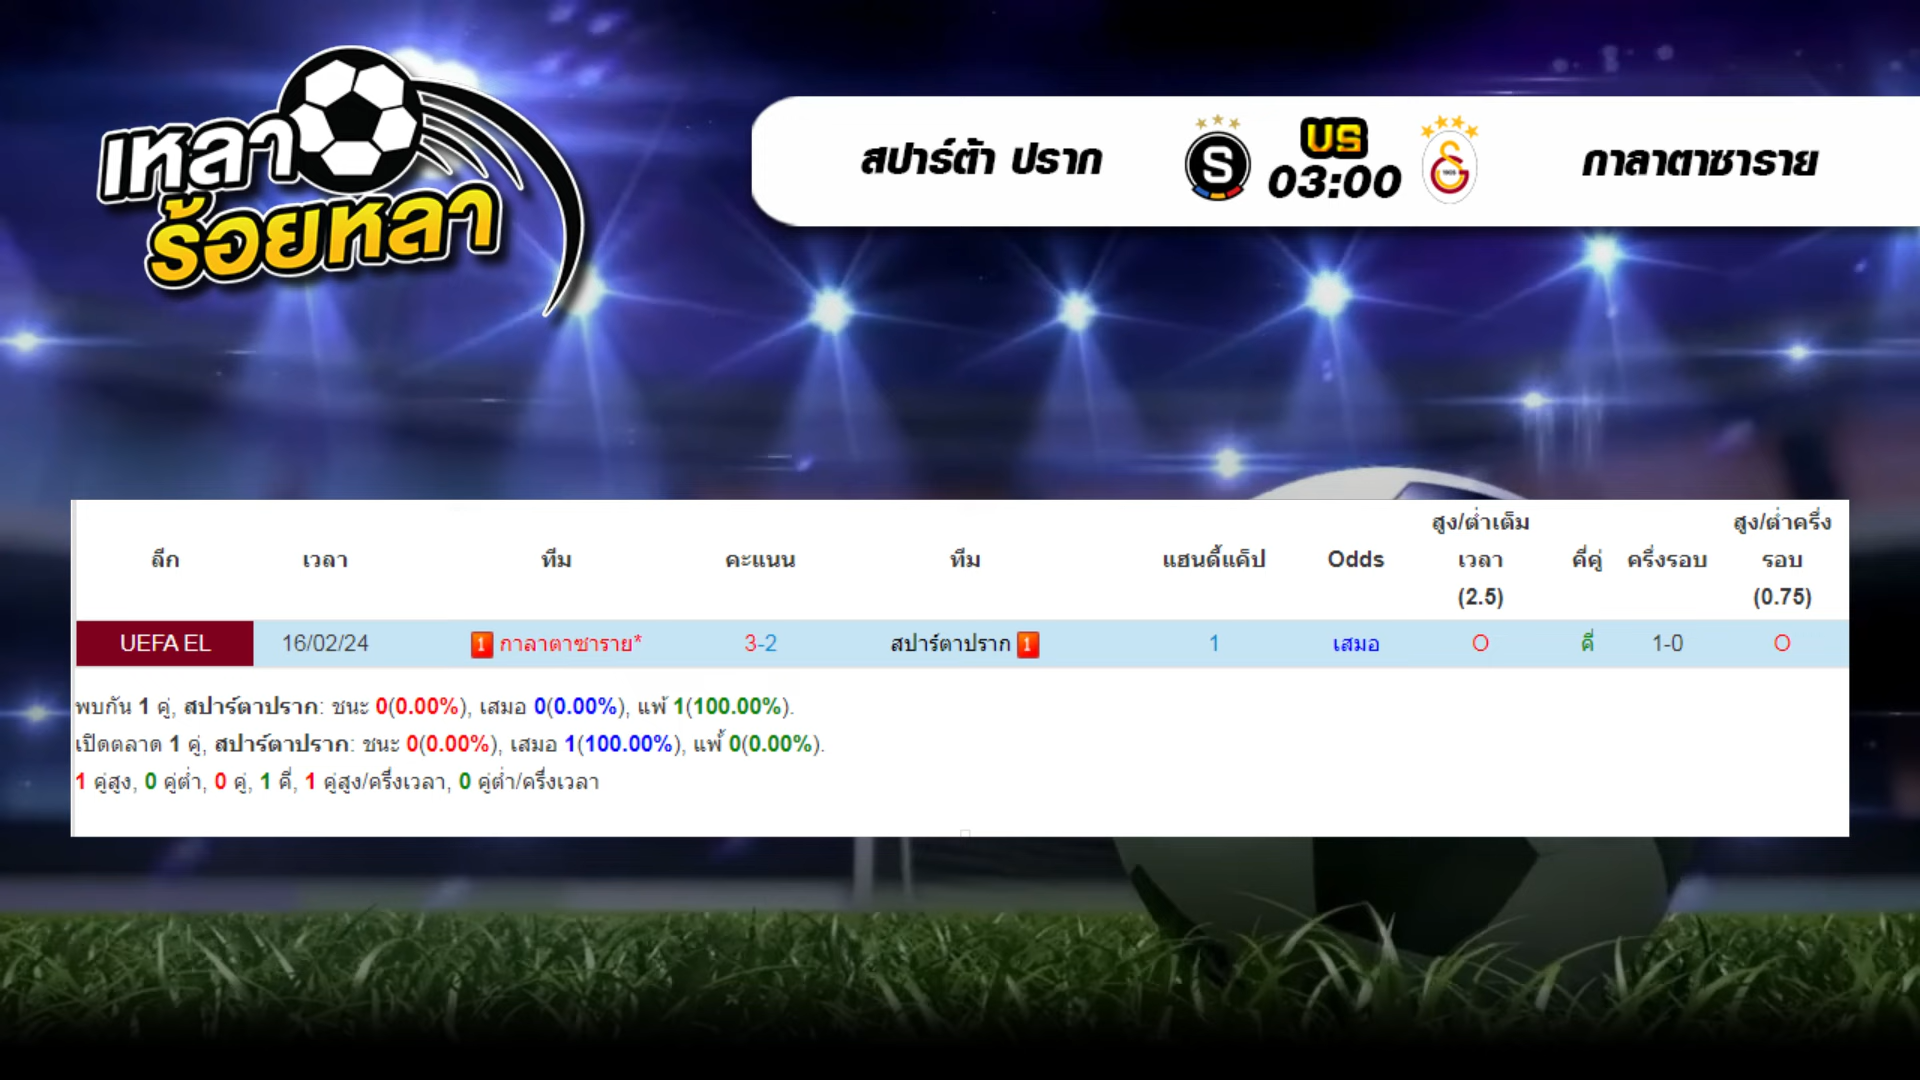 เหลา
ร้อยหลา
สปาร์ต้า ปราก
S
VS
03:00
1905
กาลาตาซาราย
ลีก เวลา ทีม คะแนน ทีม แฮนดี้แค็ป Odds สูง/ต่ำเต็มเวลา (2.5) คี่คู่ ครึ่งรอบ สูง/ต่ำครึ่งรอบ (0.75)
UEFA EL 16/02/24 1 กาลาตาซาราย* 3-2 สปาร์ตาปราก 1 1 เสมอ O คี่ 1-0 O
พบกัน 1 คู่, สปาร์ตาปราก: ชนะ 0(0.00%), เสมอ 0(0.00%), แพ้ 1(100.00%).
เปิดตลาด 1 คู่, สปาร์ตาปราก: ชนะ 0(0.00%), เสมอ 1(100.00%), แพ้ 0(0.00%).
1 คู่สูง, 0 คู่ต่ำ, 0 คู่, 1 คี่, 1 คู่สูง/ครึ่งเวลา, 0 คู่ต่ำ/ครึ่งเวลา